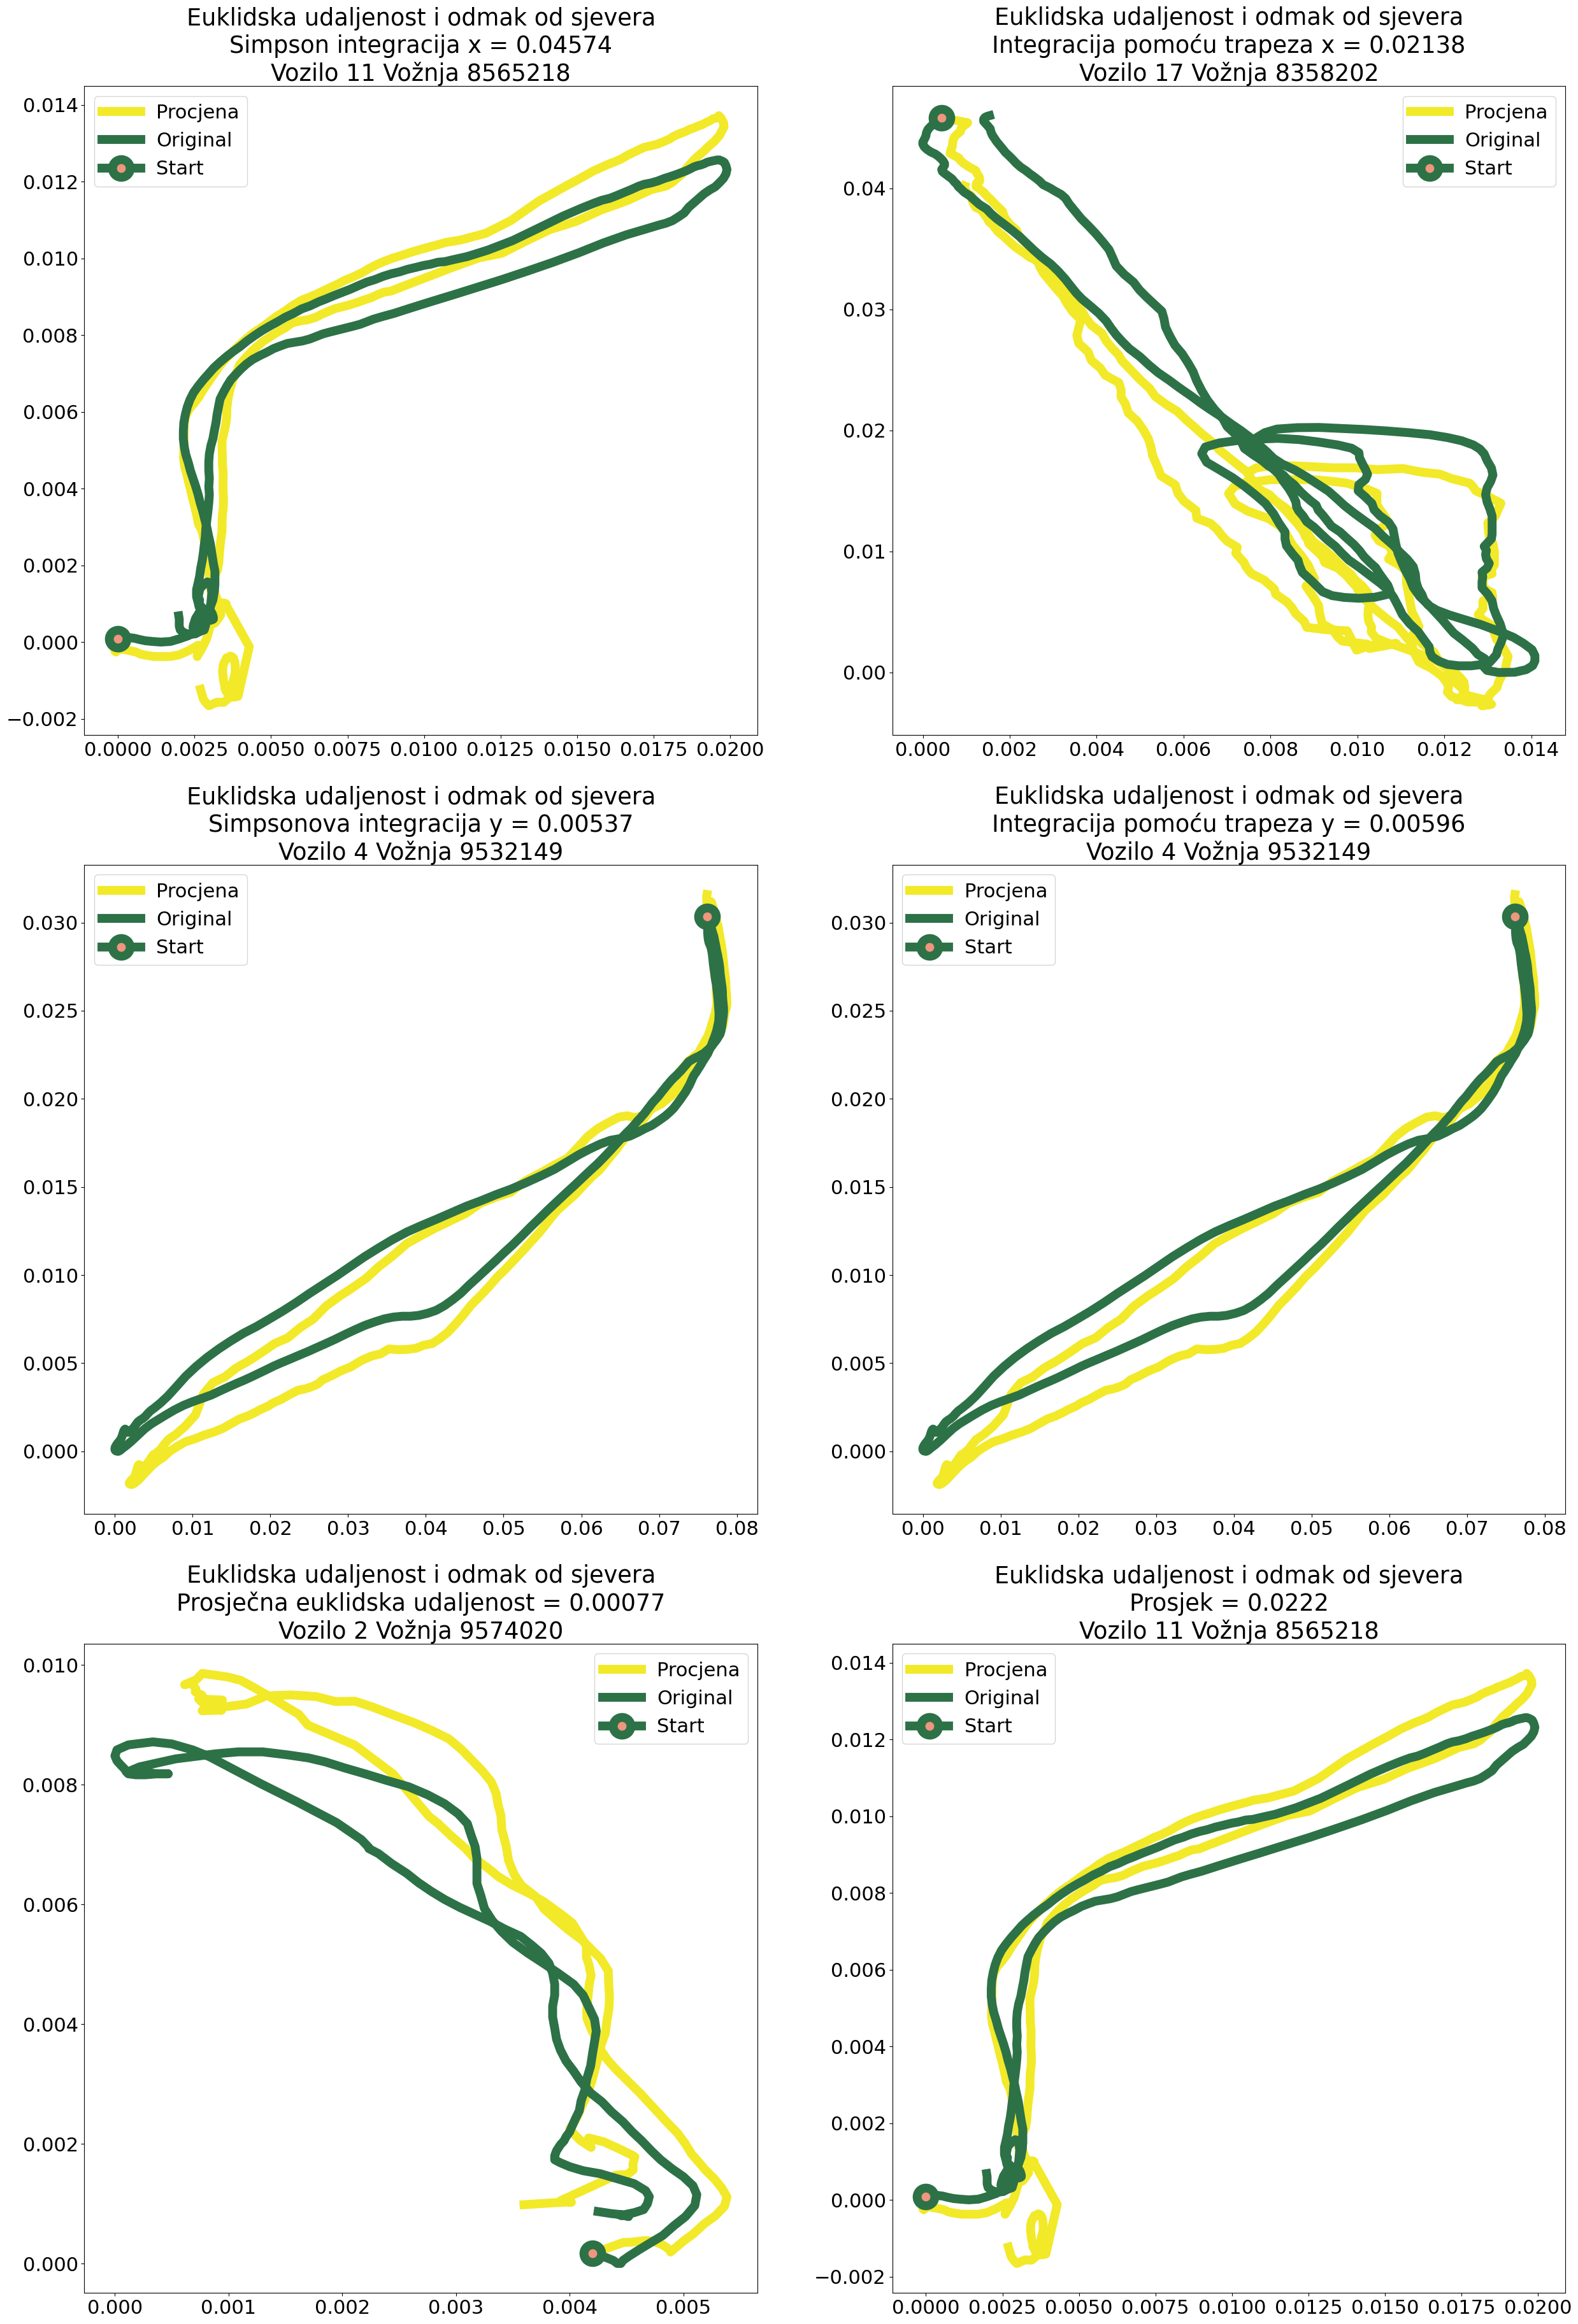 Euklidska udaljenost i odmak od sjevera
Simpson integracija x = 0.04574
Vozilo 11 Vožnja 8565218
Procjena
Original
Start
0.014
0.012
0.010
0.008
0.006
0.004
0.002
0.000
−0.002
0.0000 0.0025 0.0050 0.0075 0.0100 0.0125 0.0150 0.0175 0.0200
Euklidska udaljenost i odmak od sjevera
Integracija pomoću trapeza x = 0.02138
Vozilo 17 Vožnja 8358202
Procjena
Original
Start
0.04
0.03
0.02
0.01
0.00
0.000 0.002 0.004 0.006 0.008 0.010 0.012 0.014
Euklidska udaljenost i odmak od sjevera
Simpsonova integracija y = 0.00537
Vozilo 4 Vožnja 9532149
Procjena
Original
Start
0.030
0.025
0.020
0.015
0.010
0.005
0.000
0.00 0.01 0.02 0.03 0.04 0.05 0.06 0.07 0.08
Euklidska udaljenost i odmak od sjevera
Integracija pomoću trapeza y = 0.00596
Vozilo 4 Vožnja 9532149
Procjena
Original
Start
0.030
0.025
0.020
0.015
0.010
0.005
0.000
0.00 0.01 0.02 0.03 0.04 0.05 0.06 0.07 0.08
Euklidska udaljenost i odmak od sjevera
Prosječna euklidska udaljenost = 0.00077
Vozilo 2 Vožnja 9574020
Procjena
Original
Start
0.010
0.008
0.006
0.004
0.002
0.000
0.000 0.001 0.002 0.003 0.004 0.005
Euklidska udaljenost i odmak od sjevera
Prosjek = 0.0222
Vozilo 11 Vožnja 8565218
Procjena
Original
Start
0.014
0.012
0.010
0.008
0.006
0.004
0.002
0.000
−0.002
0.0000 0.0025 0.0050 0.0075 0.0100 0.0125 0.0150 0.0175 0.0200